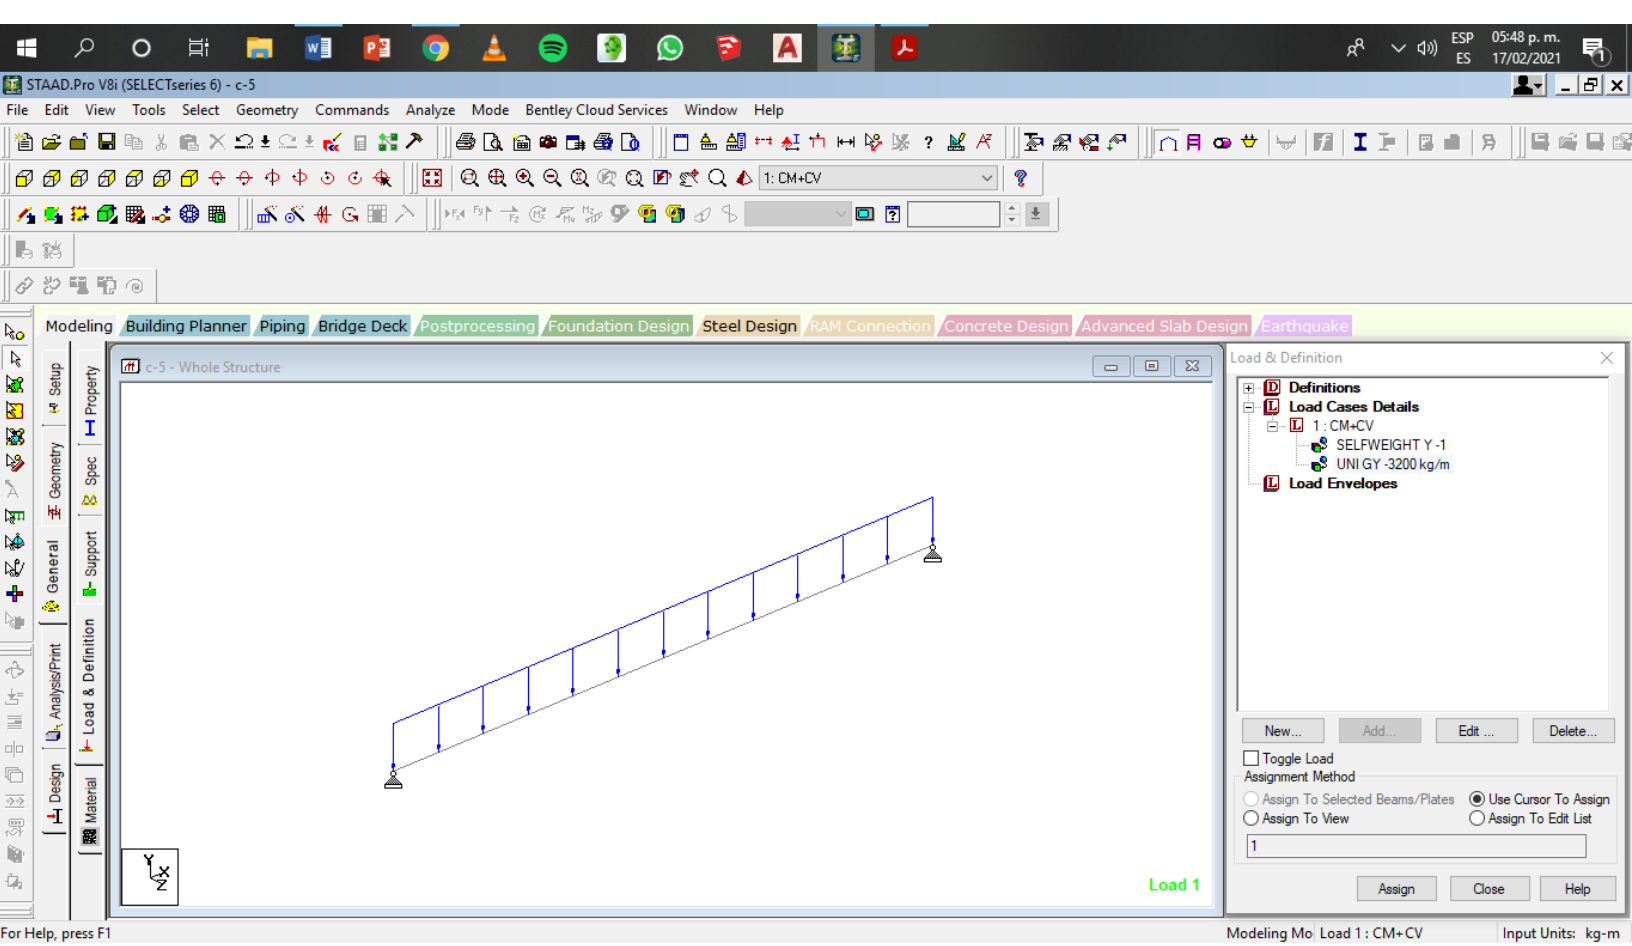 ESP
05:48 p. m.
ES
17/02/2021
STAAD.Pro V8i (SELECTseries 6) - c-5
File Edit View Tools Select Geometry Commands Analyze Mode Bentley Cloud Services Window Help
1: CM+CV
Modeling Building Planner Piping Bridge Deck Postprocessing Foundation Design Steel Design RAM Connection Concrete Design Advanced Slab Design Earthquake
Setup
Geometry
General
Analysis/Print
Design
Property
Spec
Support
Load & Definition
Material
c-5 - Whole Structure
Y
X
Z
Load 1
Load & Definition
Definitions
Load Cases Details
1 : CM+CV
SELFWEIGHT Y -1
UNI GY -3200 kg/m
Load Envelopes
New... Add... Edit ... Delete...
Toggle Load
Assignment Method
Assign To Selected Beams/Plates Use Cursor To Assign
Assign To View Assign To Edit List
1
Assign Close Help
For Help, press F1
Modeling Mo Load 1 : CM+CV Input Units: kg-m